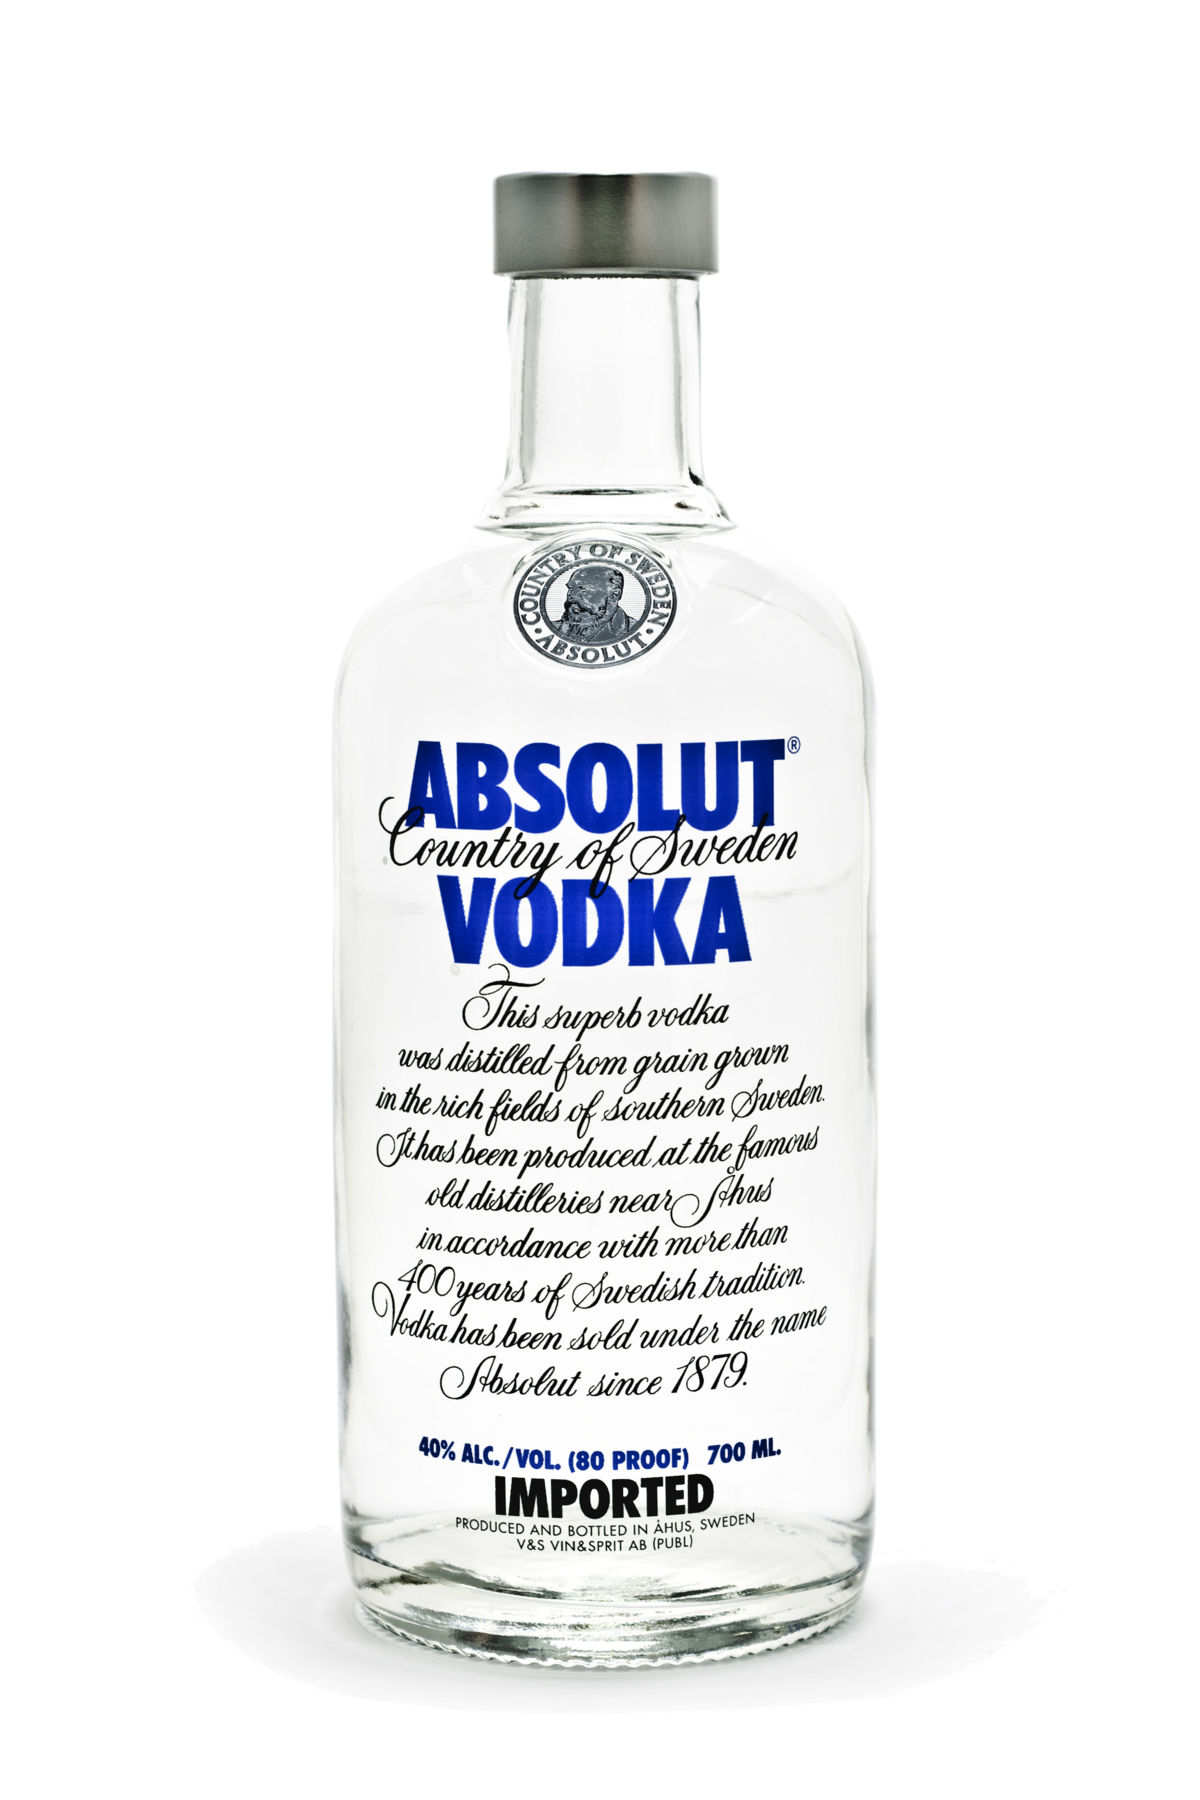 COUNTRY OF SWEDEN
• ABSOLUT •
ABSOLUT®
Country of Sweden
VODKA
This superb vodka
was distilled from grain grown
in the rich fields of southern Sweden.
It has been produced at the famous
old distilleries near Åhus
in accordance with more than
400 years of Swedish tradition.
Vodka has been sold under the name
Absolut since 1879.
40% ALC./VOL. (80 PROOF) 700 ML.
IMPORTED
PRODUCED AND BOTTLED IN ÅHUS, SWEDEN
V&S VIN&SPRIT AB (PUBL)